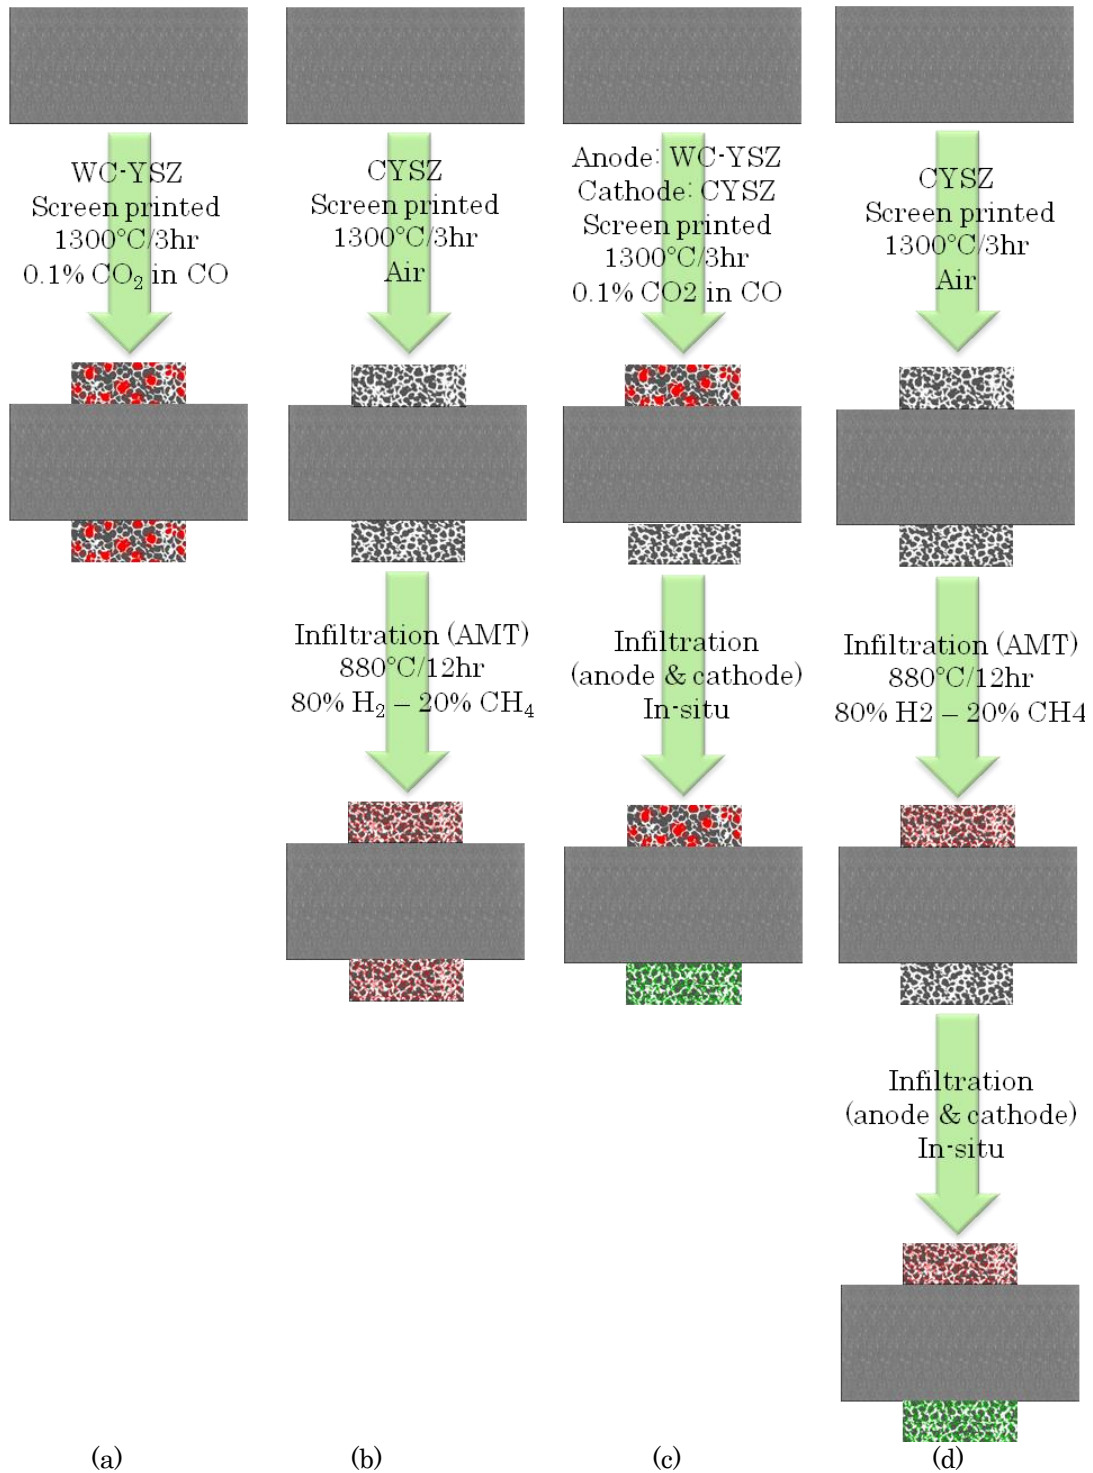 WC-YSZ
Screen printed
1300°C/3hr
0.1% CO₂ in CO
CYSZ
Screen printed
1300°C/3hr
Air
Anode: WC-YSZ
Cathode: CYSZ
Screen printed
1300°C/3hr
0.1% CO2 in CO
CYSZ
Screen printed
1300°C/3hr
Air
Infiltration (AMT)
880°C/12hr
80% H₂ – 20% CH₄
Infiltration
(anode & cathode)
In-situ
Infiltration (AMT)
880°C/12hr
80% H2 – 20% CH4
Infiltration
(anode & cathode)
In-situ
(a)
(b)
(c)
(d)